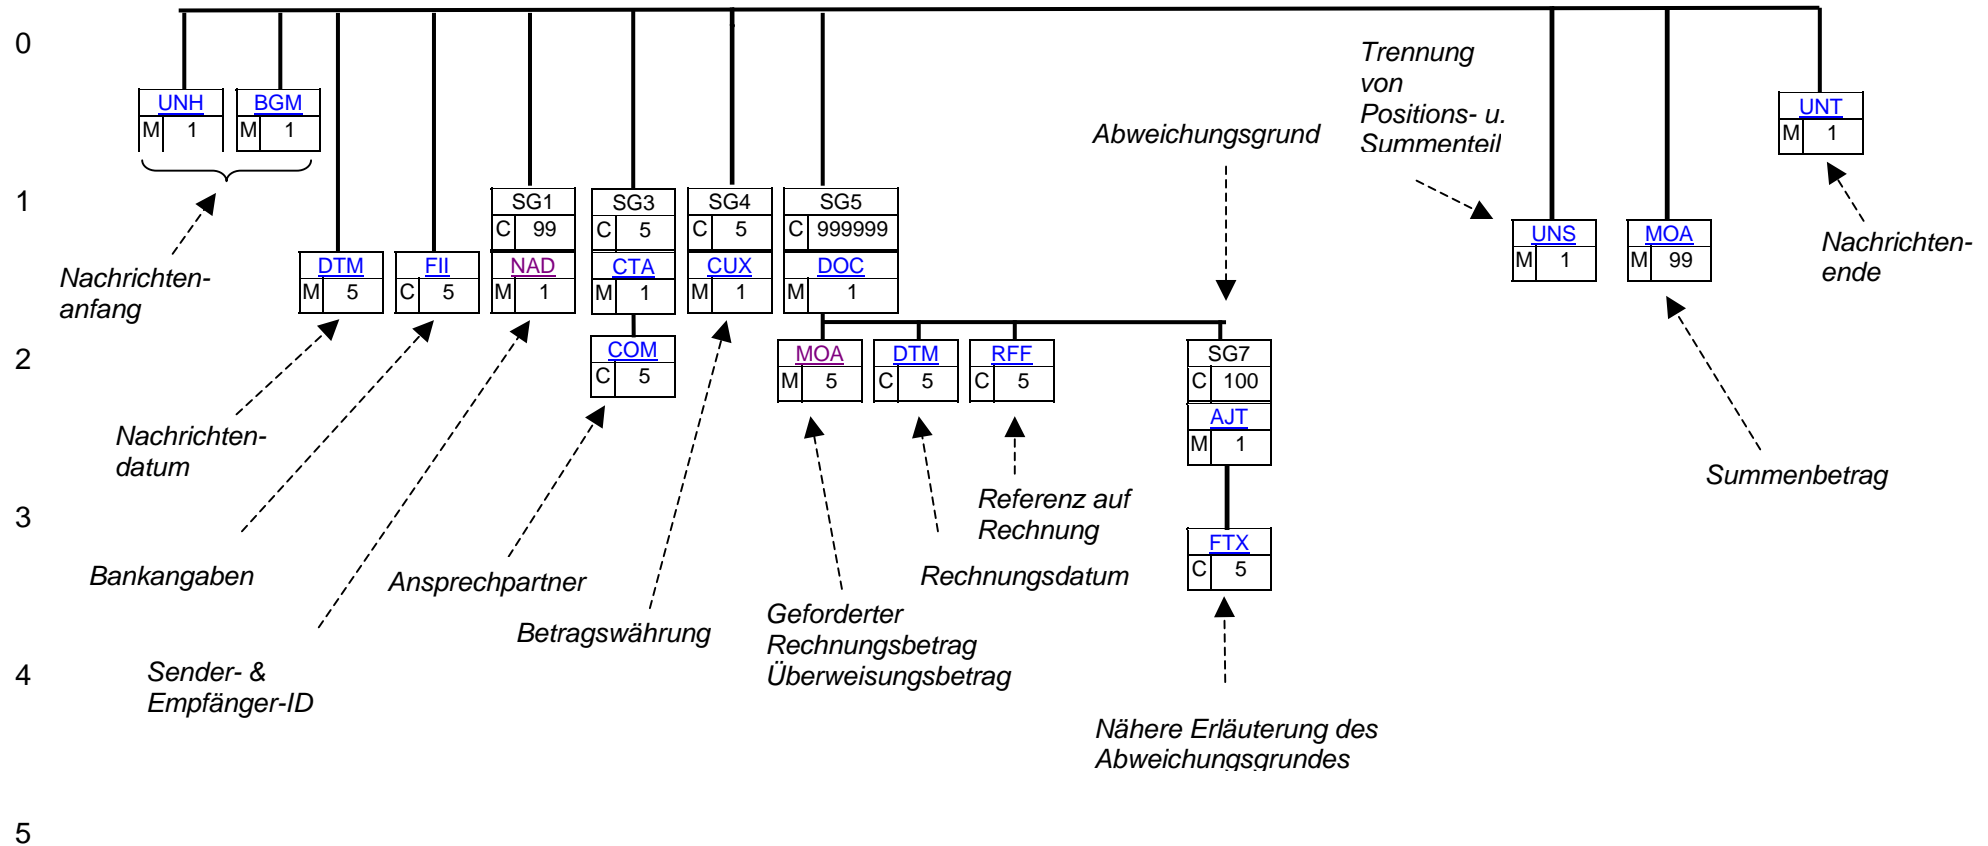 0
UNH
M 1
BGM
M 1
Trennung
von
Positions- u.
Summenteil
Abweichungsgrund
UNT
M 1
1
SG1
C 99
NAD
M 1
SG3
C 5
CTA
M 1
SG4
C 5
CUX
M 1
SG5
C 999999
DOC
M 1
UNS
M 1
MOA
M 99
Nachrichten-
ende
Nachrichten-
anfang
DTM
M 5
FII
C 5
2
COM
C 5
MOA
M 5
DTM
C 5
RFF
C 5
SG7
C 100
AJT
M 1
Nachrichten-
datum
Summenbetrag
3
Referenz auf
Rechnung
FTX
C 5
Bankangaben
Ansprechpartner
Rechnungsdatum
Betragswährung
Geforderter
Rechnungsbetrag
Überweisungsbetrag
4
Sender- &
Empfänger-ID
Nähere Erläuterung des
Abweichungsgrundes
5